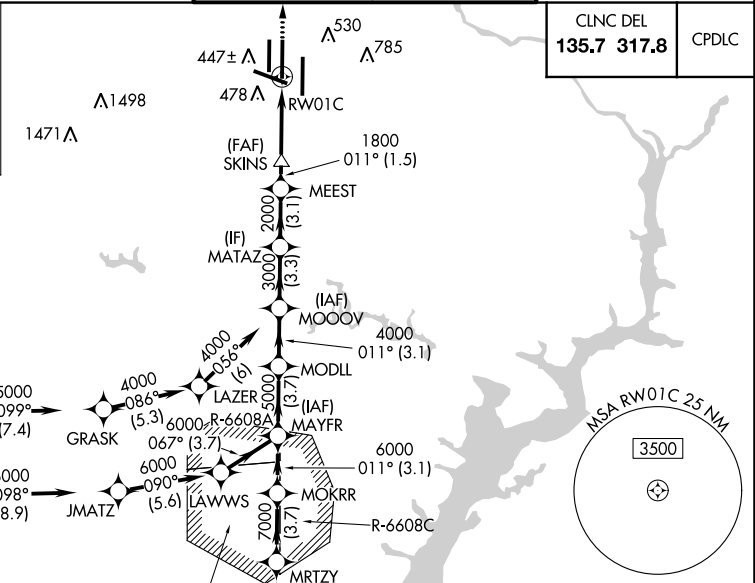 CLNC DEL
135.7 317.8
CPDLC
530
785
447±
478
RW01C
1498
1471
(FAF)
SKINS
1800
011° (1.5)
MEEST
2000
(3.1)
(IF)
MATAZ
3000
(3.3)
(IAF)
MOOOV
4000
011° (3.1)
4000
056°
(6)
MODLL
5000
(3.7)
LAZER
4000
086°
(5.3)
GRASK
5000
099°
(7.4)
R-6608A
(IAF)
MAYFR
6000
067° (3.7)
6000
011° (3.1)
MSA RW01C 25 NM
3500
6000
090°
(5.6)
LAWWS
JMATZ
098°
MOKRR
7000
(3.7)
R-6608C
MRTZY